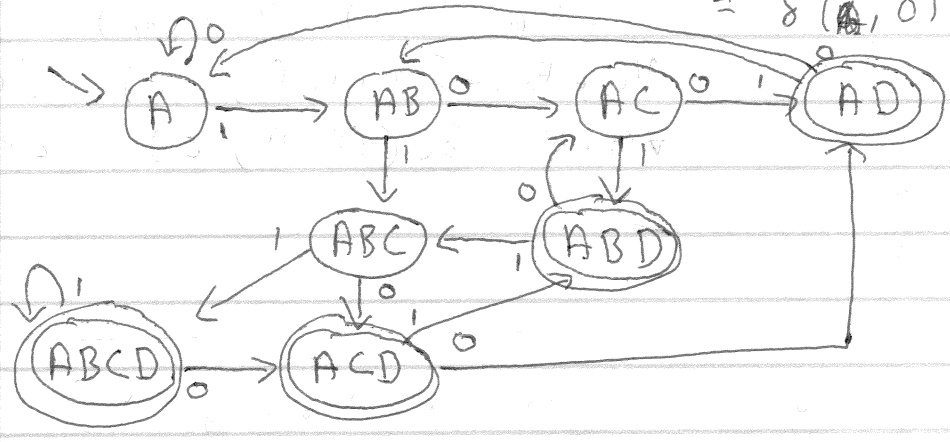 = δ(A, 0)
0 0
A 1 AB 0 AC 0 1 AD
1 1
0
1 ABC 1 ABD
1 0 1 0
ABCD 0 ACD